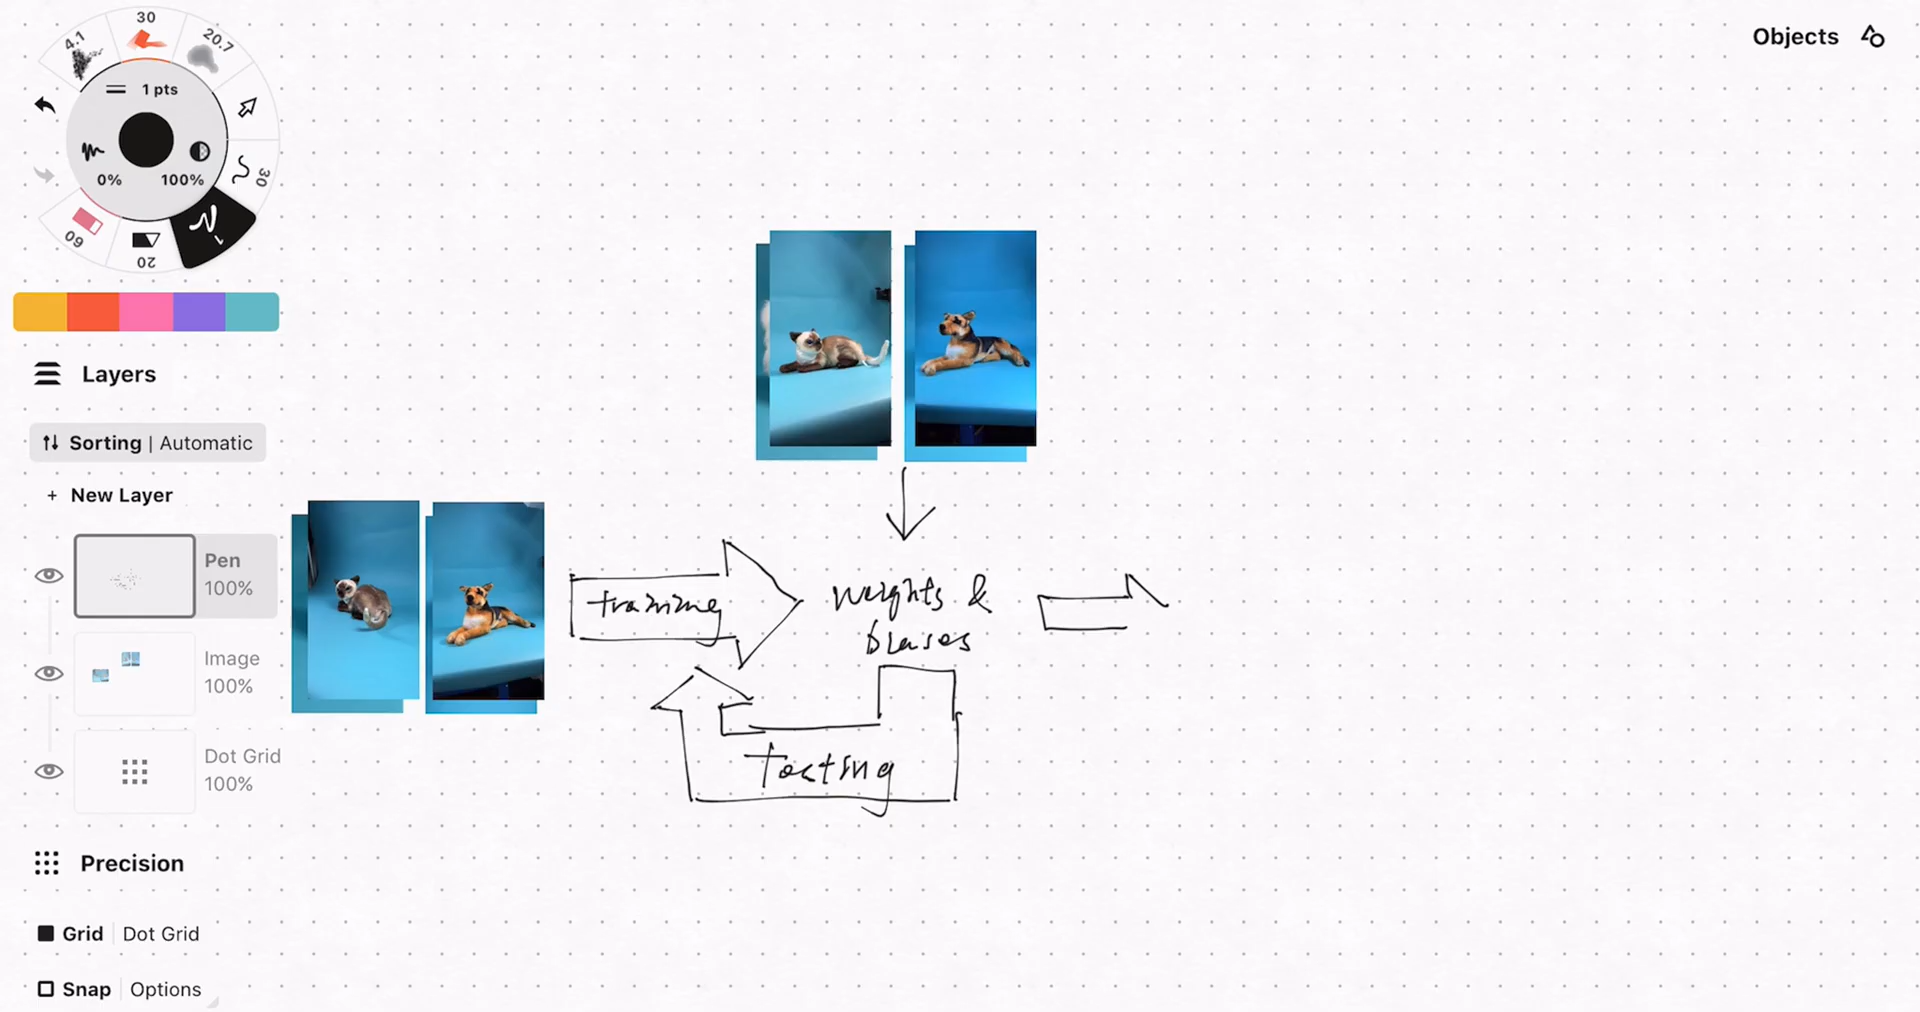 30
4.1
20.7
1 pts
0%
100%
30
60
20
Objects
Layers
Sorting | Automatic
+ New Layer
Pen
100%
Image
100%
Dot Grid
100%
Precision
Grid | Dot Grid
Snap | Options
training
weights &
biases
Testing